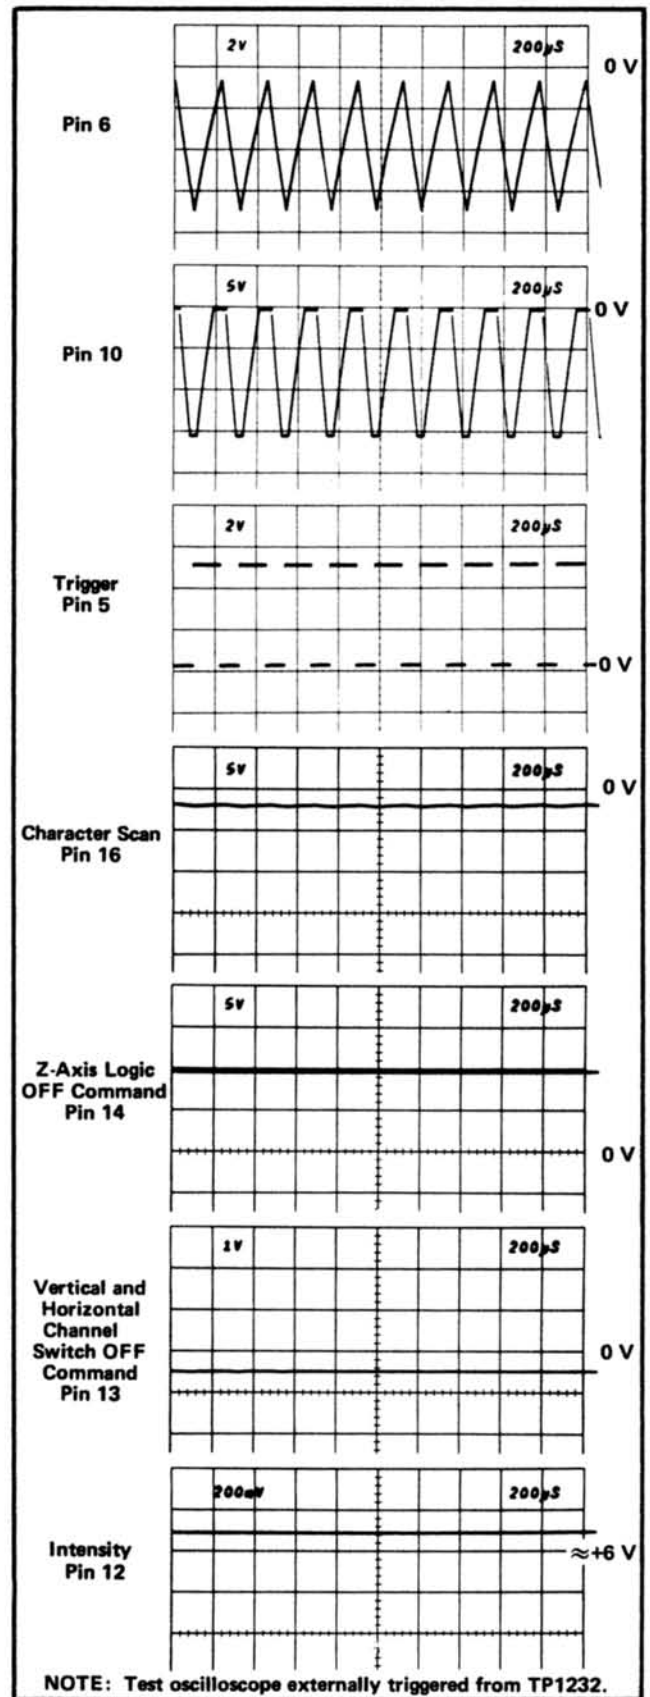 2V 200µS
0 V
Pin 6
5V 200µS
0 V
Pin 10
2V 200µS
Trigger
Pin 5
0 V
5V 200µS
0 V
Character Scan
Pin 16
5V 200µS
Z-Axis Logic
OFF Command
Pin 14
0 V
1V 200µS
Vertical and
Horizontal
Channel
Switch OFF
Command
Pin 13
0 V
200mV 200µS
Intensity
Pin 12
≈+6 V
NOTE: Test oscilloscope externally triggered from TP1232.